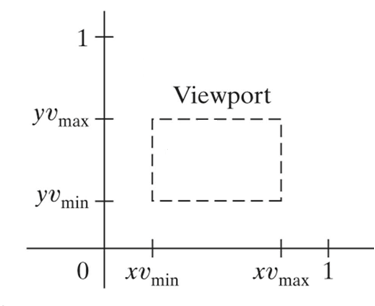 1
Viewport
yv_max
yv_min
0 xv_min xv_max 1